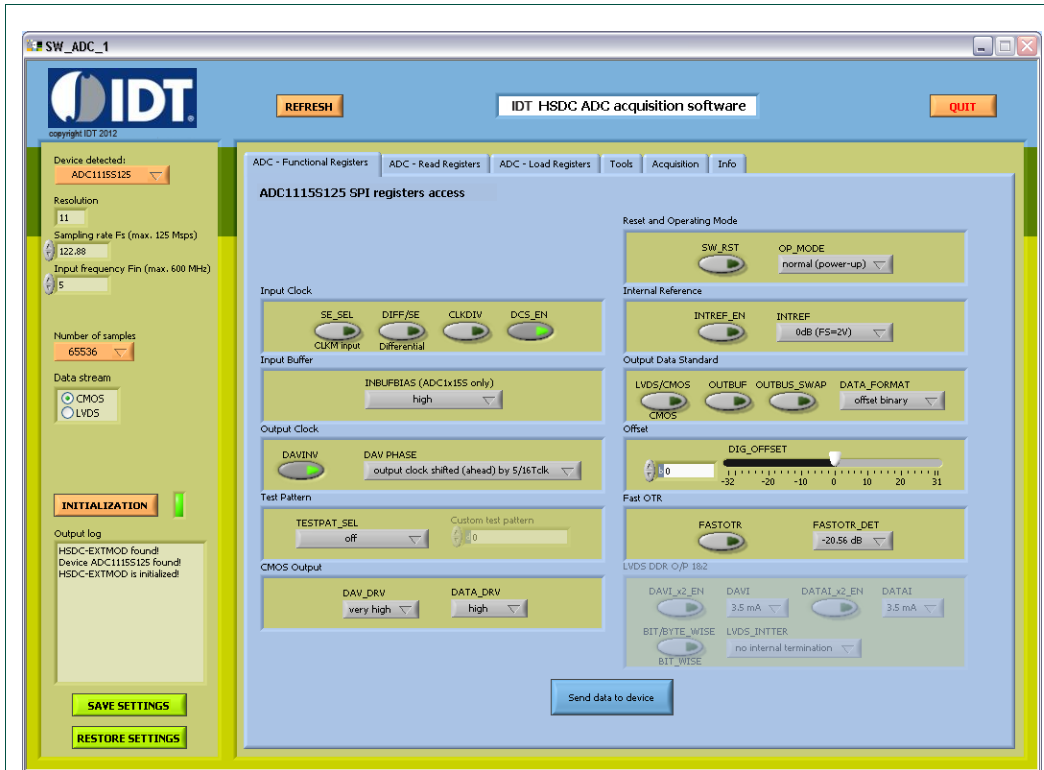 SW_ADC_1
IDT
copyright IDT 2012
REFRESH
IDT HSDC ADC acquisition software
QUIT
Device detected:
ADC1115S125
Resolution
11
Sampling rate Fs (max. 125 Msps)
122.88
Input frequency Fin (max. 600 MHz)
5
Number of samples
65536
Data stream
CMOS
LVDS
INITIALIZATION
Output log
HSDC-EXTMOD found!
Device ADC1115S125 found!
HSDC-EXTMOD is initialized!
SAVE SETTINGS
RESTORE SETTINGS
ADC - Functional Registers
ADC - Read Registers
ADC - Load Registers
Tools
Acquisition
Info
ADC1115S125 SPI registers access
Input Clock
SE_SEL DIFF/SE CLKDIV DCS_EN
CLKM input Differential
Input Buffer
INBUFBIAS (ADC1x15S only)
high
Output Clock
DAVINV DAV PHASE
output clock shifted (ahead) by 5/16Tclk
Test Pattern
TESTPAT_SEL Custom test pattern
off 0
CMOS Output
DAV_DRV DATA_DRV
very high high
Reset and Operating Mode
SW_RST OP_MODE
normal (power-up)
Internal Reference
INTREF_EN INTREF
0dB (FS=2V)
Output Data Standard
LVDS/CMOS OUTBUF OUTBUS_SWAP DATA_FORMAT
offset binary
CMOS
Offset
DIG_OFFSET
0
-32 -20 -10 0 10 20 31
Fast OTR
FASTOTR FASTOTR_DET
-20.56 dB
LVDS DDR O/P 1&2
DAVI_x2_EN DAVI DATAI_x2_EN DATAI
3.5 mA 3.5 mA
BIT/BYTE_WISE LVDS_INTTER
no internal termination
BIT_WISE
Send data to device